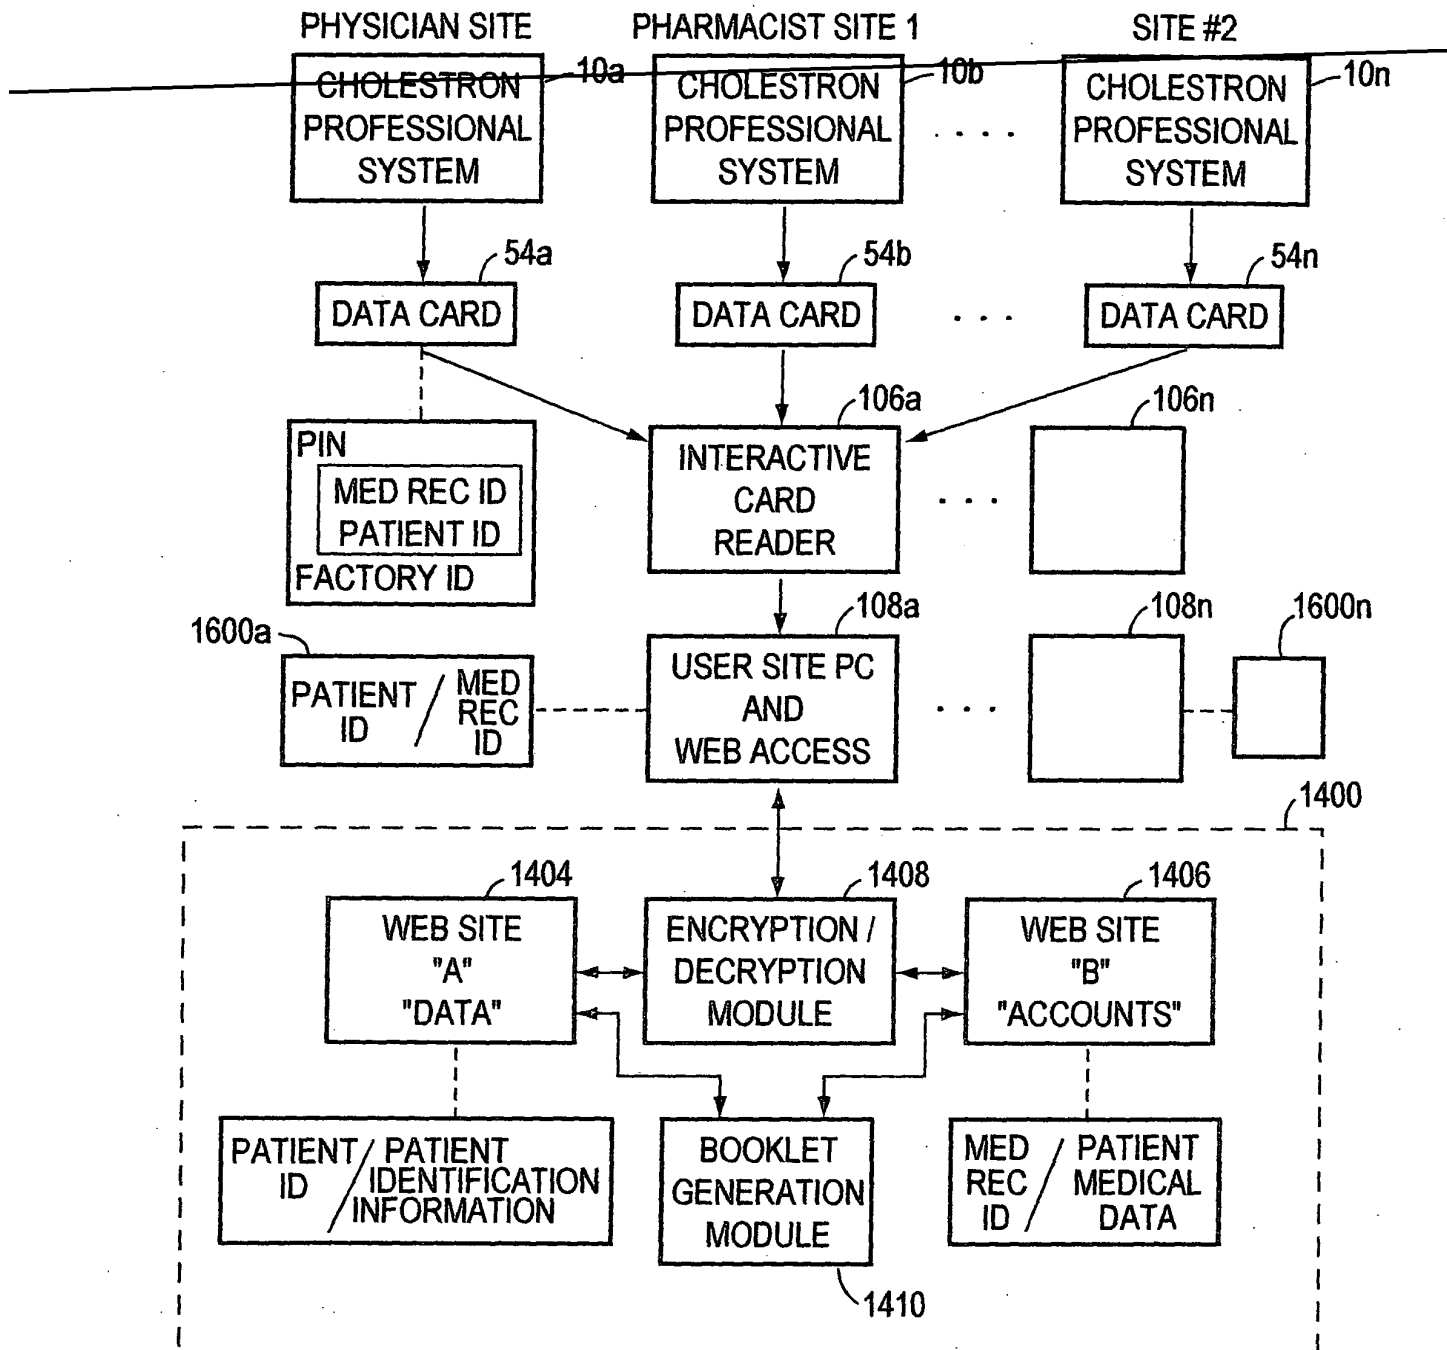 PHYSICIAN SITE
PHARMACIST SITE 1
SITE #2
10a
10b
10n
CHOLESTRON
PROFESSIONAL
SYSTEM
CHOLESTRON
PROFESSIONAL
SYSTEM
. . . .
CHOLESTRON
PROFESSIONAL
SYSTEM
54a
54b
54n
DATA CARD
DATA CARD
. . .
DATA CARD
106a
106n
PIN
MED REC ID
PATIENT ID
FACTORY ID
INTERACTIVE
CARD
READER
. . .
1600a
108a
108n
1600n
PATIENT
ID
/
MED
REC
ID
USER SITE PC
AND
WEB ACCESS
. . .
1400
1404
1408
1406
WEB SITE
"A"
"DATA"
ENCRYPTION /
DECRYPTION
MODULE
WEB SITE
"B"
"ACCOUNTS"
PATIENT
ID
/
PATIENT
IDENTIFICATION
INFORMATION
BOOKLET
GENERATION
MODULE
MED
REC
ID
/
PATIENT
MEDICAL
DATA
1410